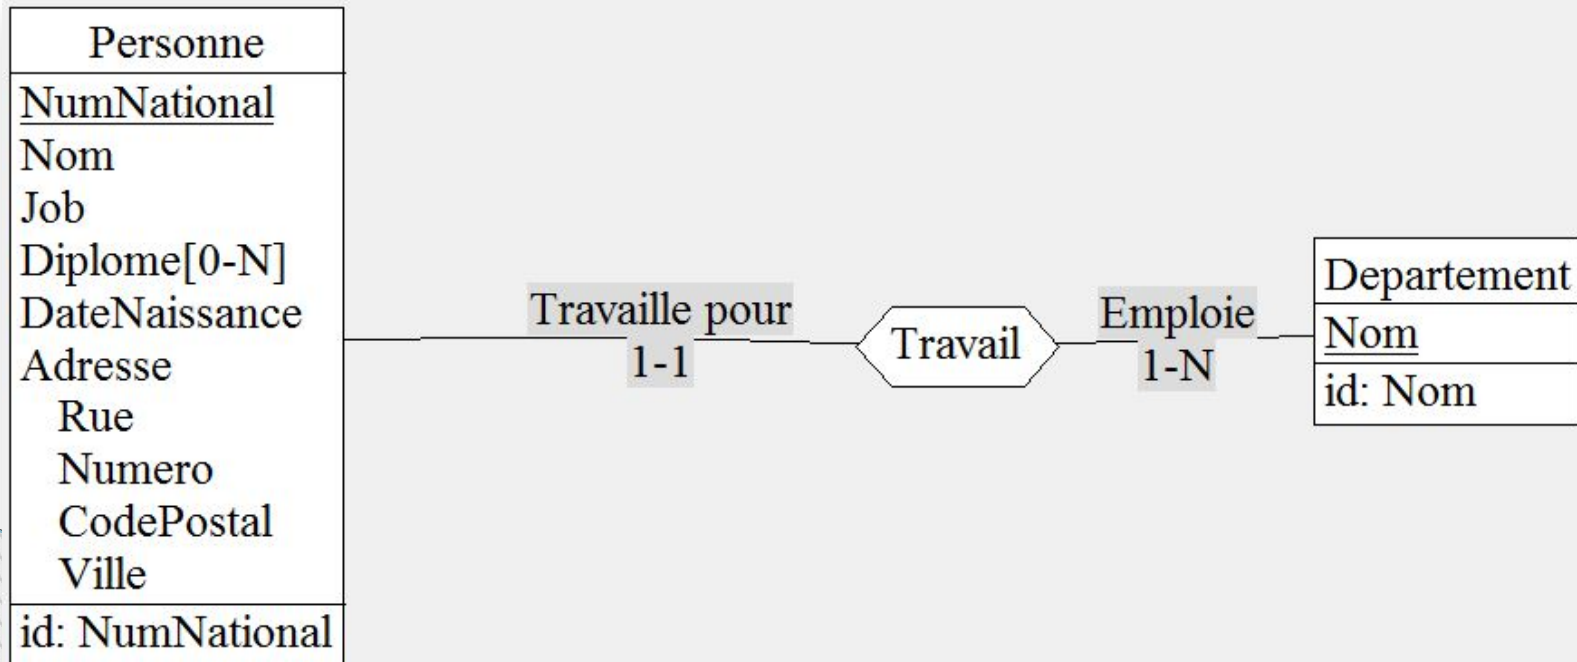 Personne
NumNational
Nom
Job
Diplome[0-N]
DateNaissance
Adresse
Rue
Numero
CodePostal
Ville
id: NumNational
Travaille pour
1-1
Travail
Emploie
1-N
Departement
Nom
id: Nom